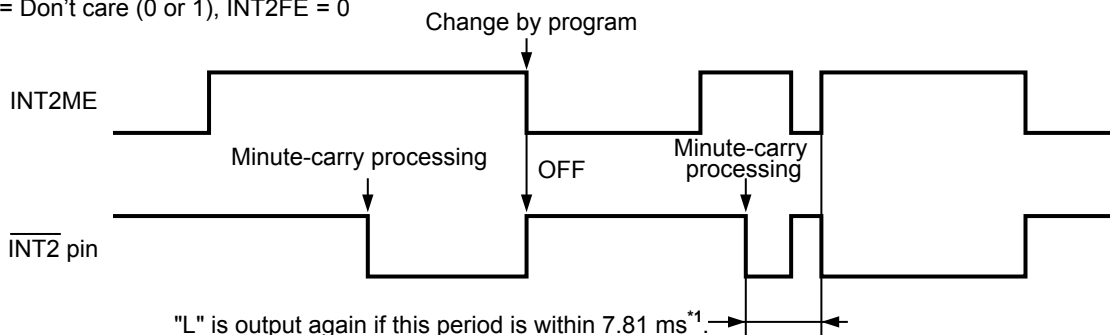 = Don't care (0 or 1), INT2FE = 0
Change by program
INT2ME
Minute-carry processing
OFF
Minute-carry
processing
INT2 pin
"L" is output again if this period is within 7.81 ms*1.